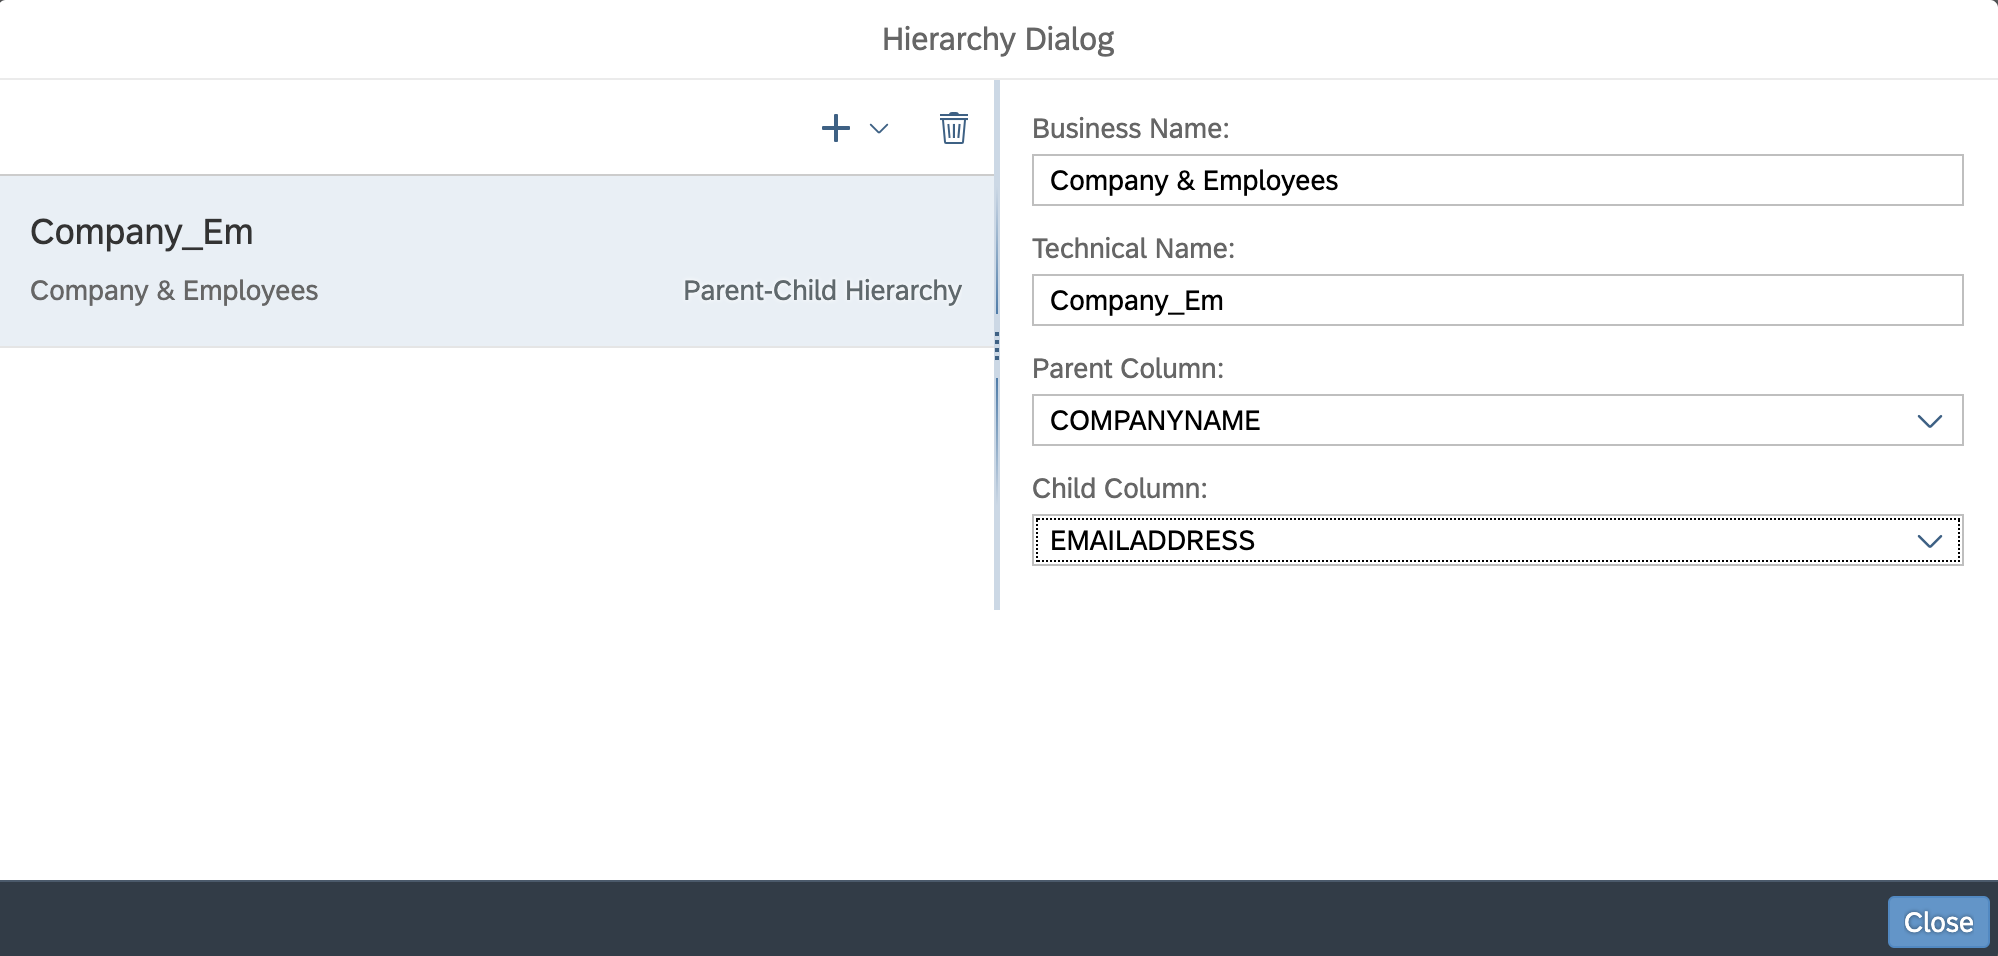 Hierarchy Dialog
Company_Em
Company & Employees
Parent-Child Hierarchy
Business Name:
Company & Employees
Technical Name:
Company_Em
Parent Column:
COMPANYNAME
Child Column:
EMAILADDRESS
Close